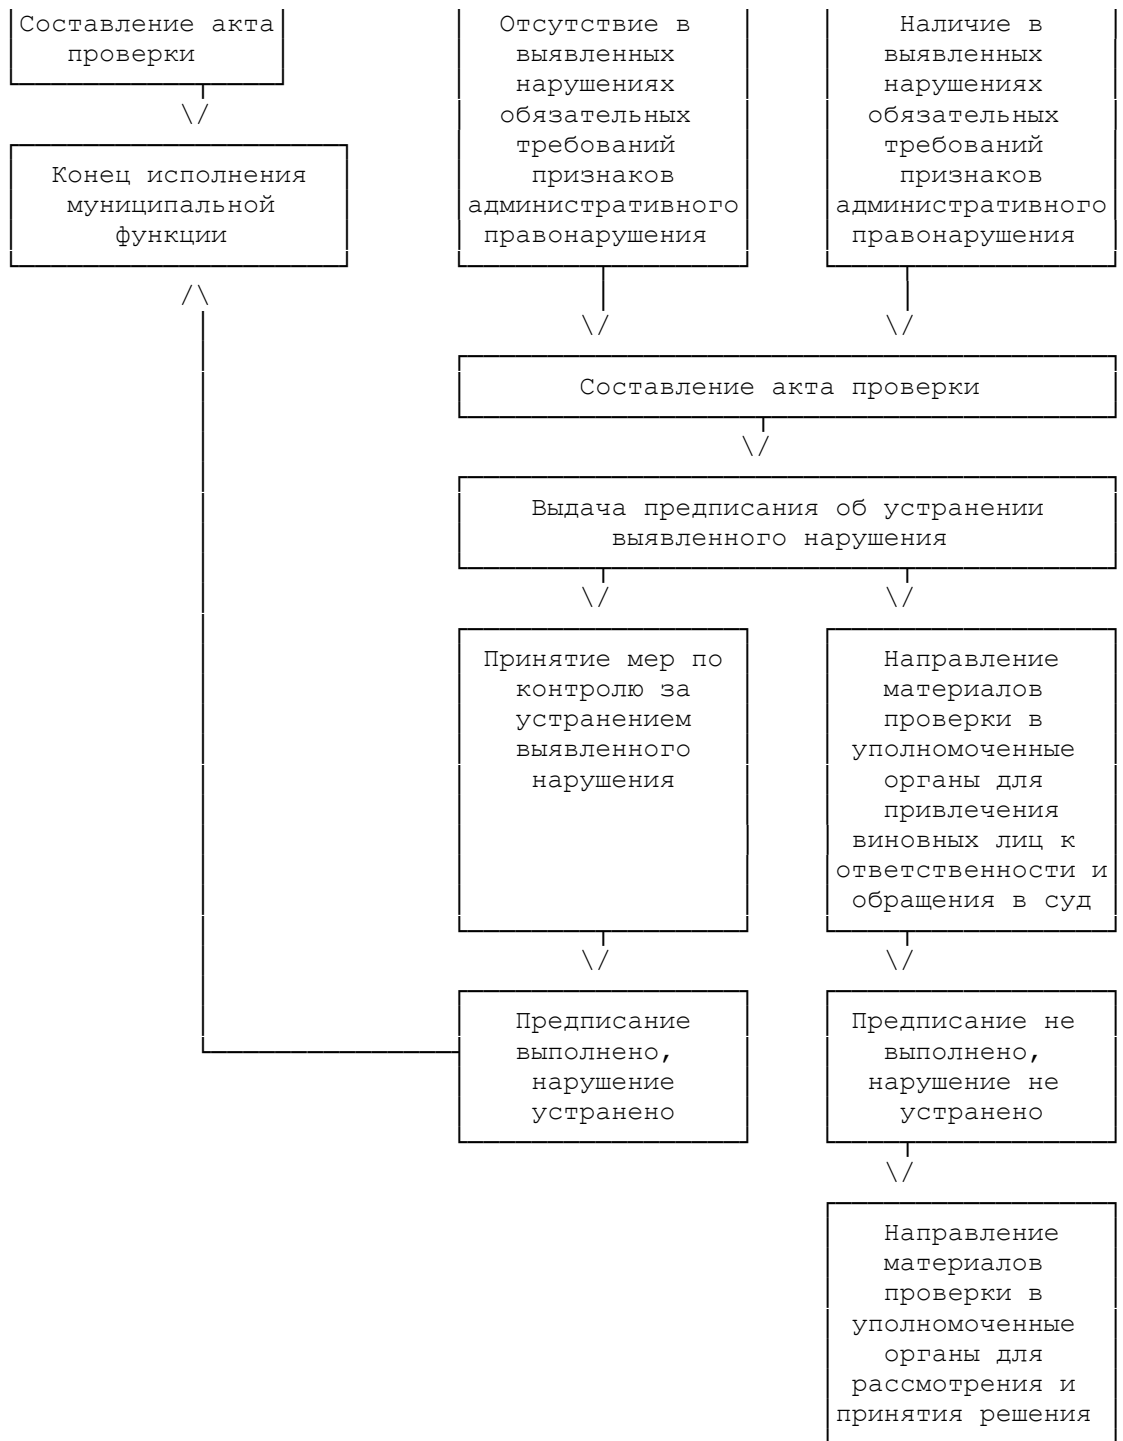 Составление акта
проверки
Отсутствие в
выявленных
нарушениях
обязательных
требований
признаков
административного
правонарушения
Наличие в
выявленных
нарушениях
обязательных
требований
признаков
административного
правонарушения
Конец исполнения
муниципальной
функции
Составление акта проверки
Выдача предписания об устранении
выявленного нарушения
Принятие мер по
контролю за
устранением
выявленного
нарушения
Направление
материалов
проверки в
уполномоченные
органы для
привлечения
виновных лиц к
ответственности и
обращения в суд
Предписание
выполнено,
нарушение
устранено
Предписание не
выполнено,
нарушение не
устранено
Направление
материалов
проверки в
уполномоченные
органы для
рассмотрения и
принятия решения